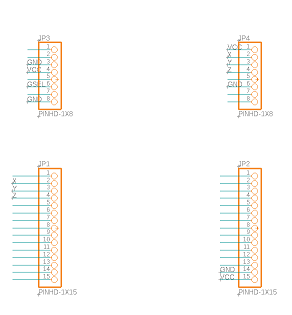 JP3
1
2
GND 3
VCC 4
5
GSEL 6
7
GND 8
PINHD-1X8
JP4
VCC 1
X 2
Y 3
Z 4
5
GND 6
7
8
PINHD-1X8
JP1
1
X 2
Y 3
Z 4
5
6
7
8
9
10
11
12
13
14
15
PINHD-1X15
JP2
1
2
3
4
5
6
7
8
9
10
11
12
13
GND 14
VCC 15
PINHD-1X15